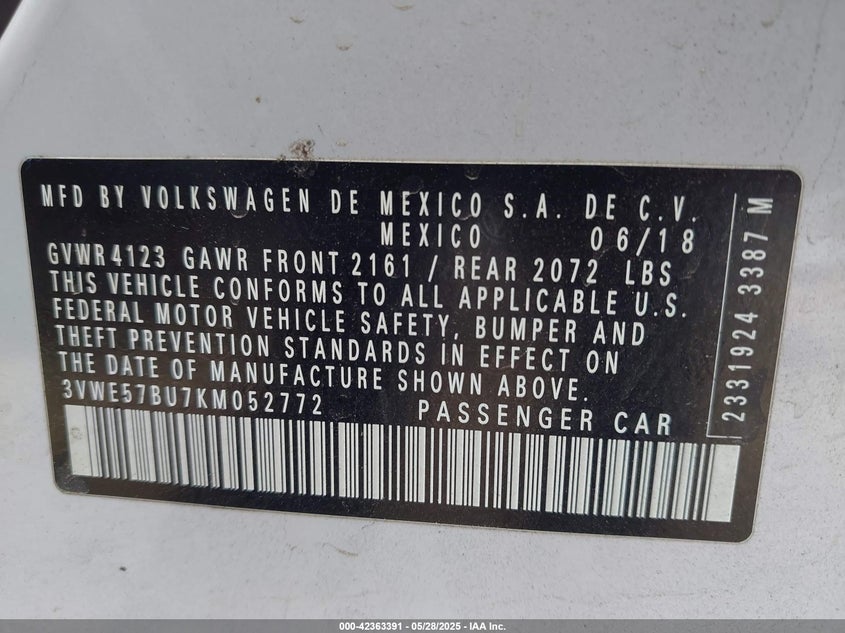 MFD BY VOLKSWAGEN DE MEXICO S.A. DE C.V.
MEXICO 06/18
GVWR 4123 GAWR FRONT 2161 / REAR 2072 LBS
THIS VEHICLE CONFORMS TO ALL APPLICABLE U.S.
FEDERAL MOTOR VEHICLE SAFETY, BUMPER AND
THEFT PREVENTION STANDARDS IN EFFECT ON
THE DATE OF MANUFACTURE SHOWN ABOVE.
3VWE57BU7KM052772 PASSENGER CAR
2331924 3387 M
000-42363391 - 05/28/2025 - IAA Inc.